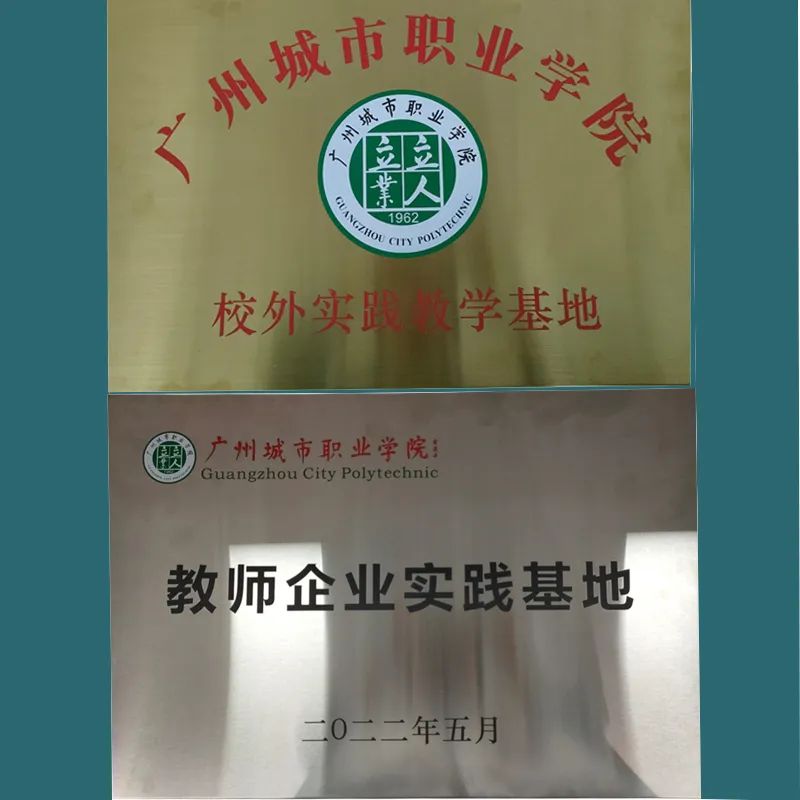 广州城市职业学院
广州城市职业学院
立立
業人
1962
GUANGZHOU CITY POLYTECHNIC
校外实践教学基地
广州城市职业学院
Guangzhou City Polytechnic
教师企业实践基地
二〇二二年五月